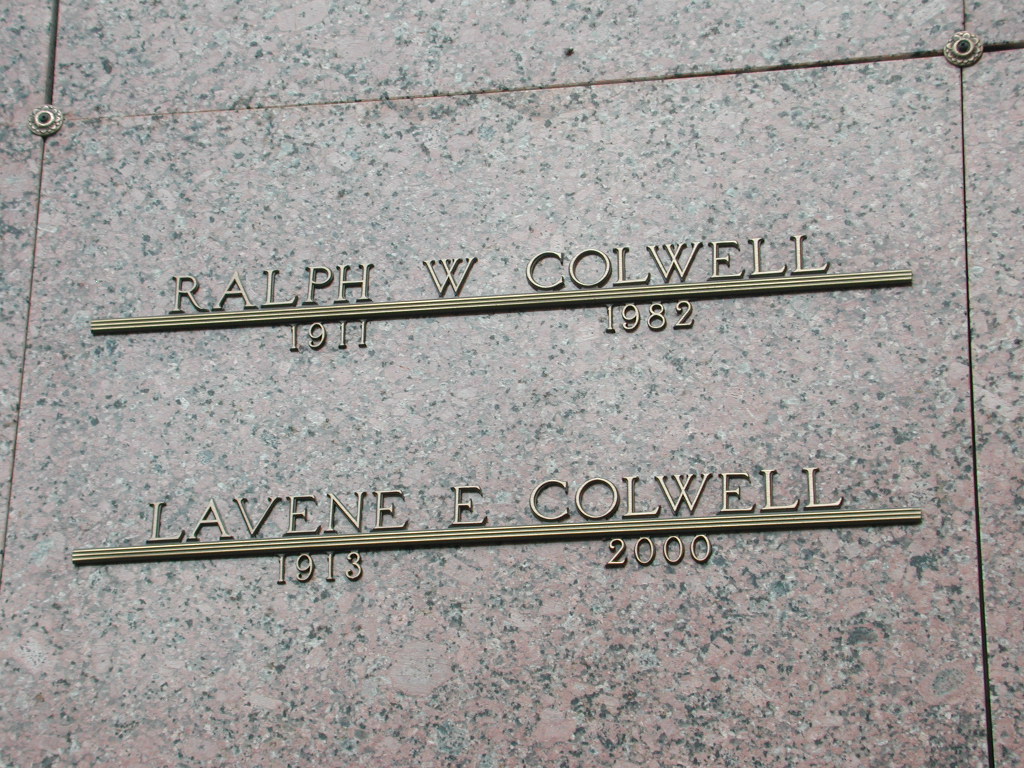 RALPH W COLWELL
1911 1982
LAVENE E COLWELL
1913 2000